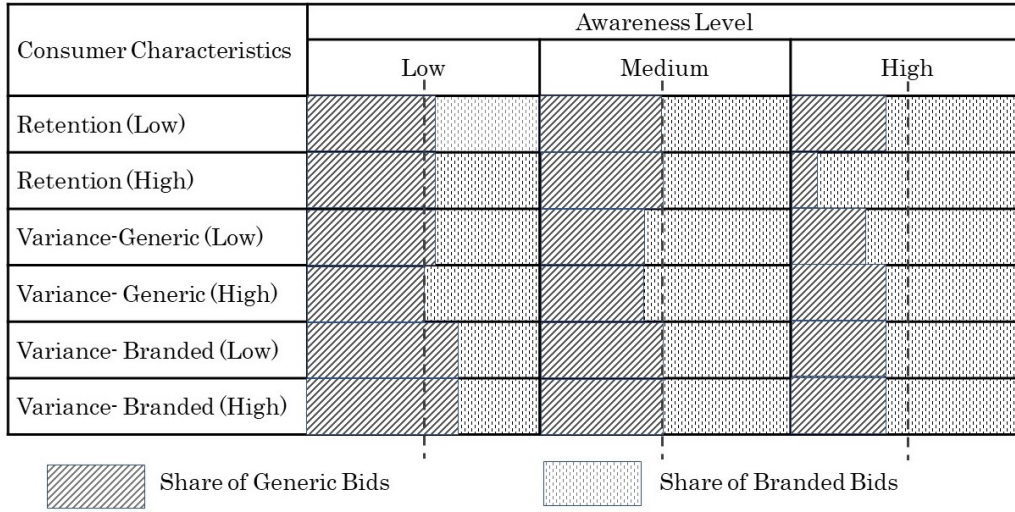 Consumer Characteristics
Awareness Level
Low
Medium
High
Retention (Low)
Retention (High)
Variance-Generic (Low)
Variance- Generic (High)
Variance- Branded (Low)
Variance- Branded (High)
Share of Generic Bids
Share of Branded Bids